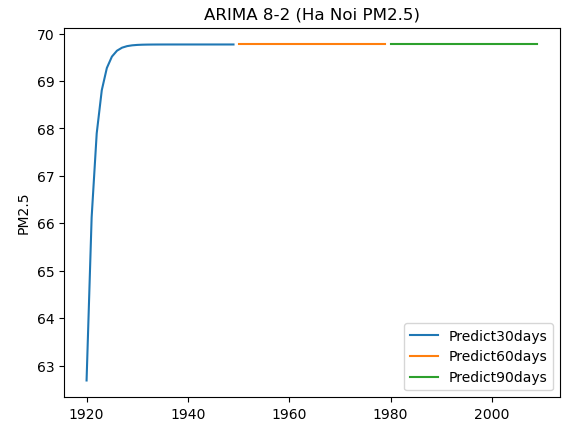 ARIMA 8-2 (Ha Noi PM2.5)
70
69
68
67
66
65
64
63
PM2.5
Predict30days
Predict60days
Predict90days
1920 1940 1960 1980 2000